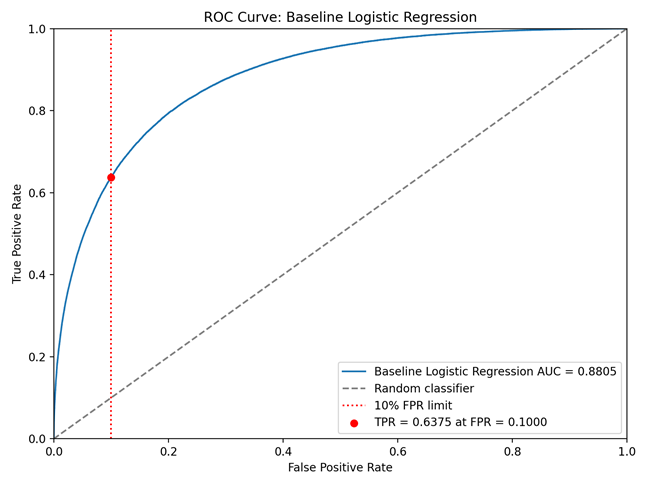 ROC Curve: Baseline Logistic Regression
1.0
0.8
0.6
0.4
0.2
0.0
True Positive Rate
Baseline Logistic Regression AUC = 0.8805
Random classifier
10% FPR limit
TPR = 0.6375 at FPR = 0.1000
0.0 0.2 0.4 0.6 0.8 1.0
False Positive Rate